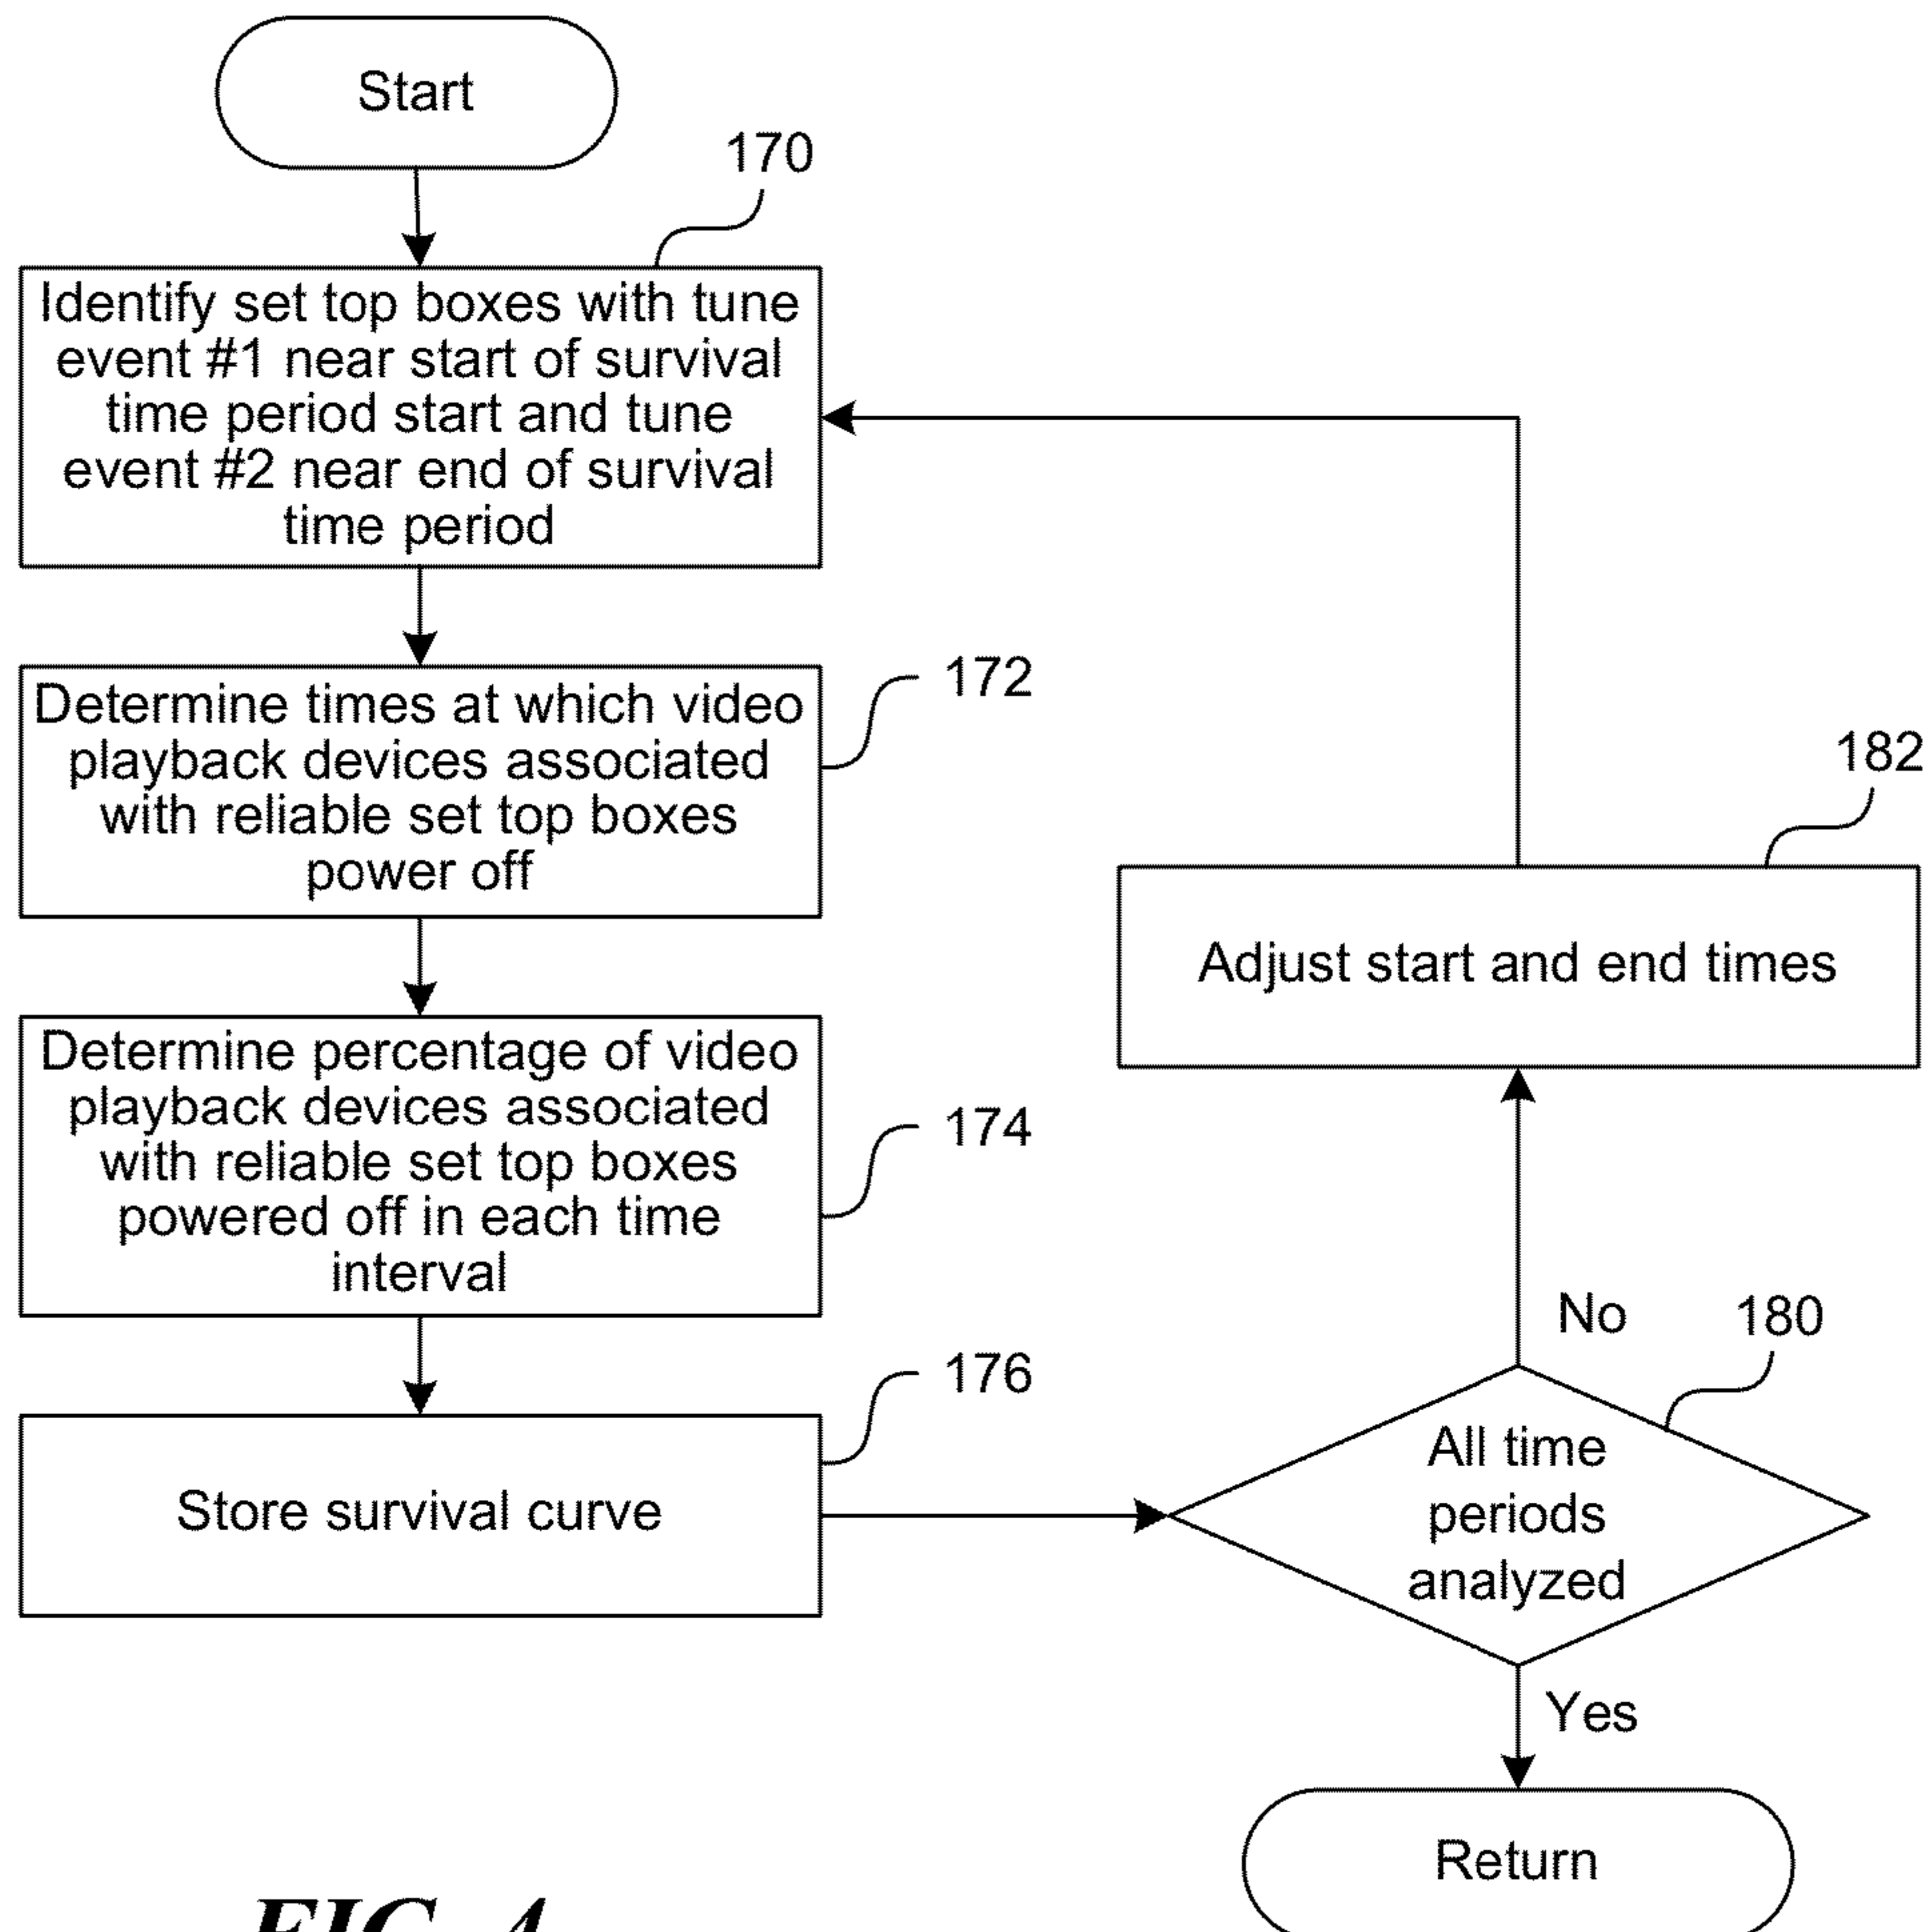 Start
170
Identify set top boxes with tune
event #1 near start of survival
time period start and tune
event #2 near end of survival
time period
172
Determine times at which video
playback devices associated
with reliable set top boxes
power off
174
Determine percentage of video
playback devices associated
with reliable set top boxes
powered off in each time
interval
176
Store survival curve
182
Adjust start and end times
No
180
All time
periods
analyzed
Yes
Return
FIG. 4